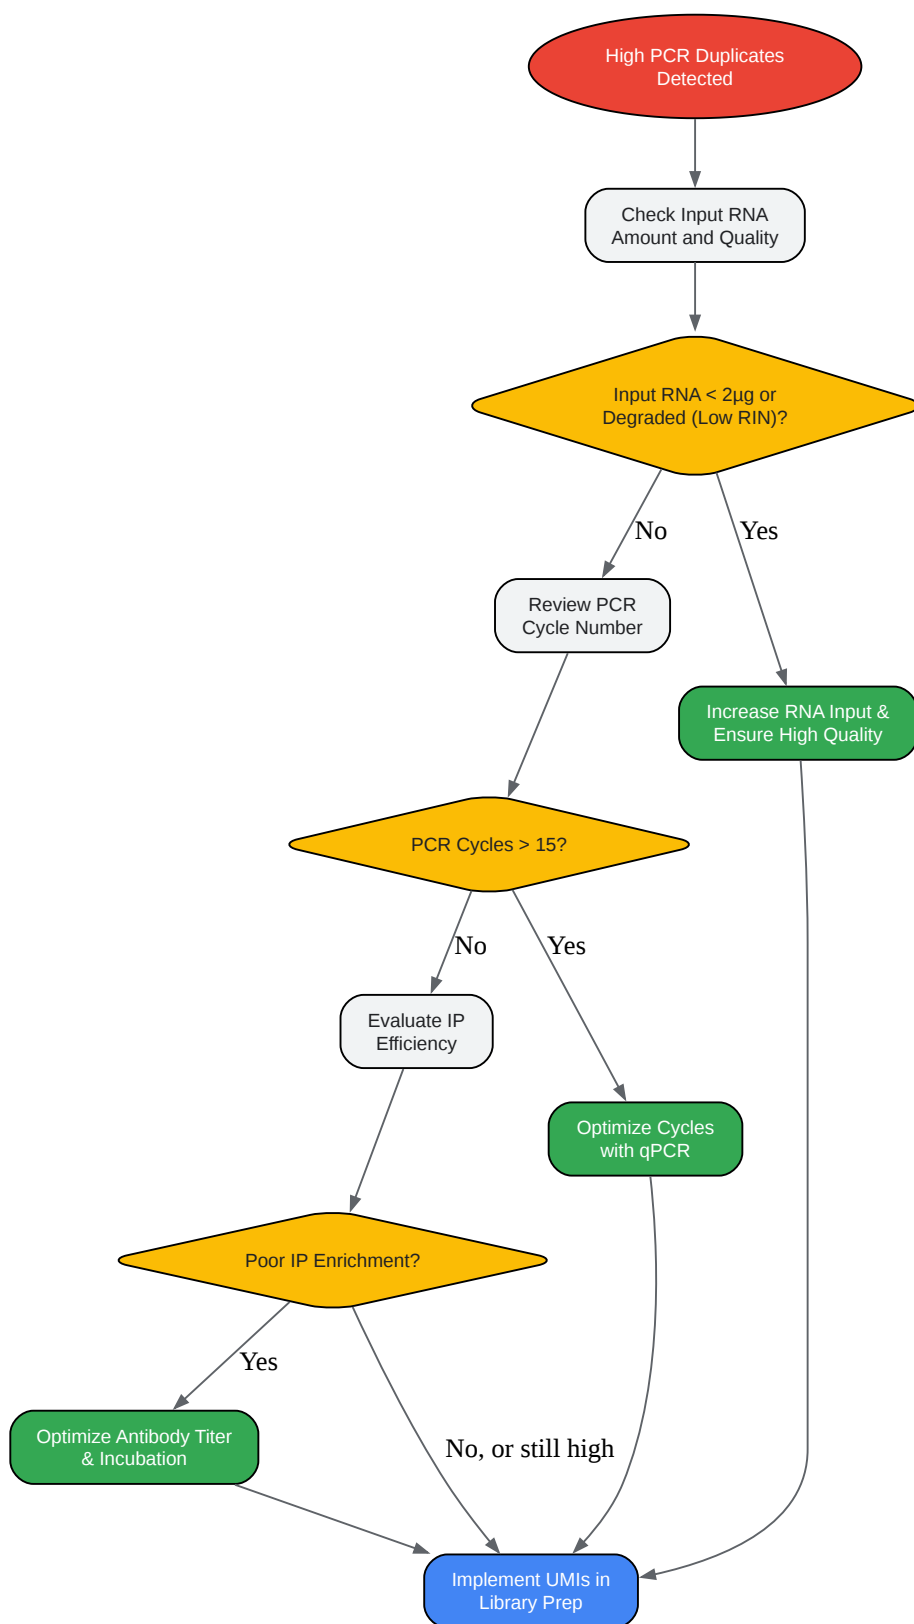 High PCR Duplicates
Detected
Check Input RNA
Amount and Quality
Input RNA < 2µg or
Degraded (Low RIN)?
No
Yes
Review PCR
Cycle Number
Increase RNA Input &
Ensure High Quality
PCR Cycles > 15?
No
Yes
Evaluate IP
Efficiency
Optimize Cycles
with qPCR
Poor IP Enrichment?
Yes
Optimize Antibody Titer
& Incubation
No, or still high
Implement UMIs in
Library Prep